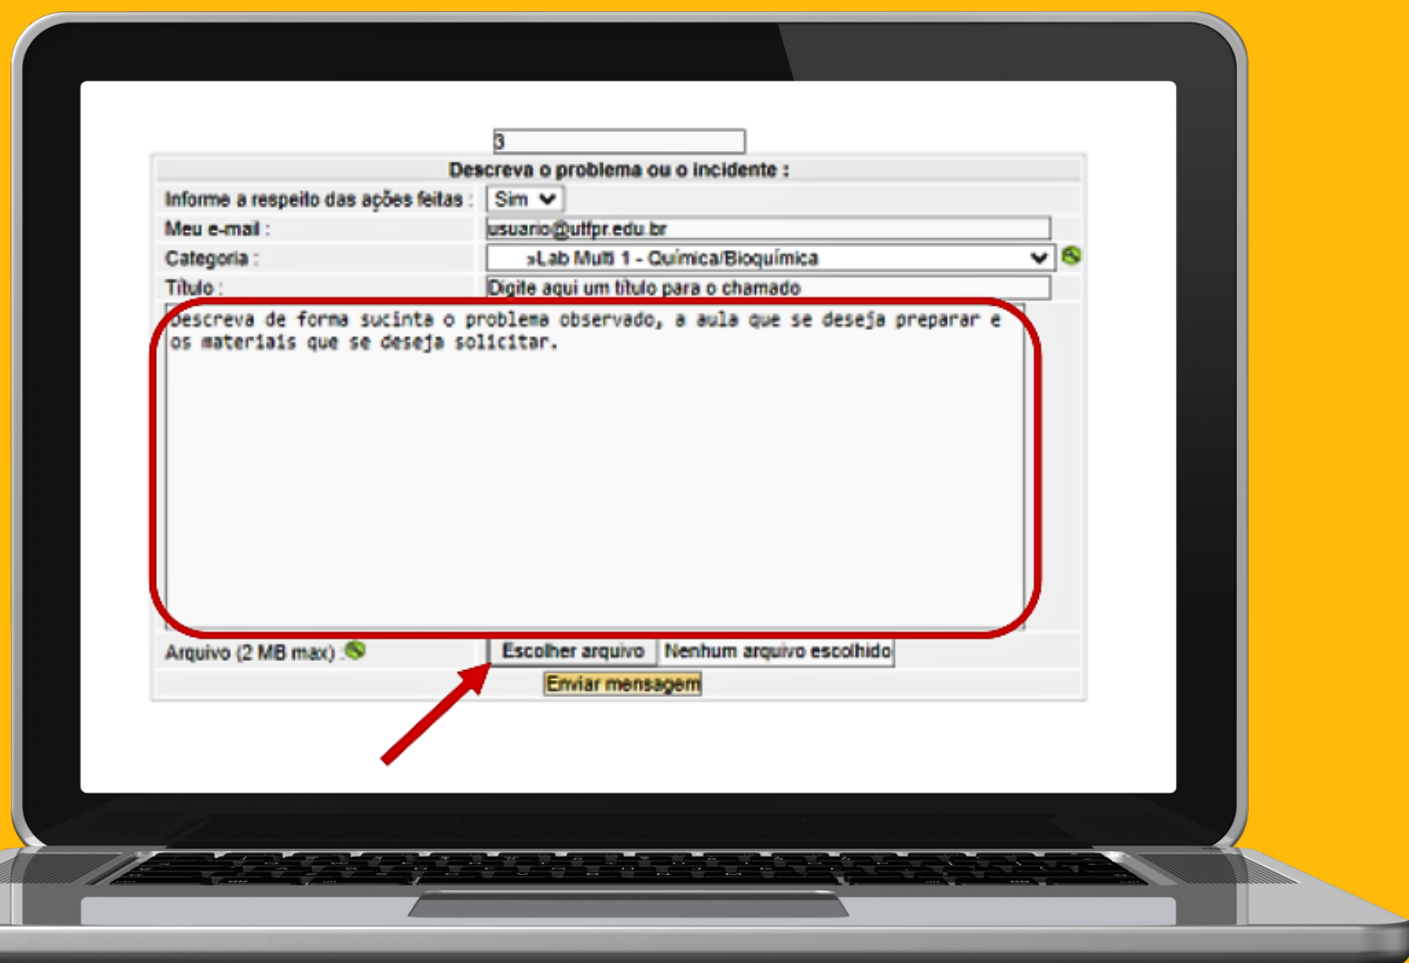 3
Descreva o problema ou o incidente :
Informe a respeito das ações feitas : Sim
Meu e-mail : usuario@utfpr.edu.br
Categoria : »Lab Multi 1 - Química/Bioquímica
Título : Digite aqui um título para o chamado
Descreva de forma sucinta o problema observado, a aula que se deseja preparar e
os materiais que se deseja solicitar.
Arquivo (2 MB max) : Escolher arquivo Nenhum arquivo escolhido
Enviar mensagem